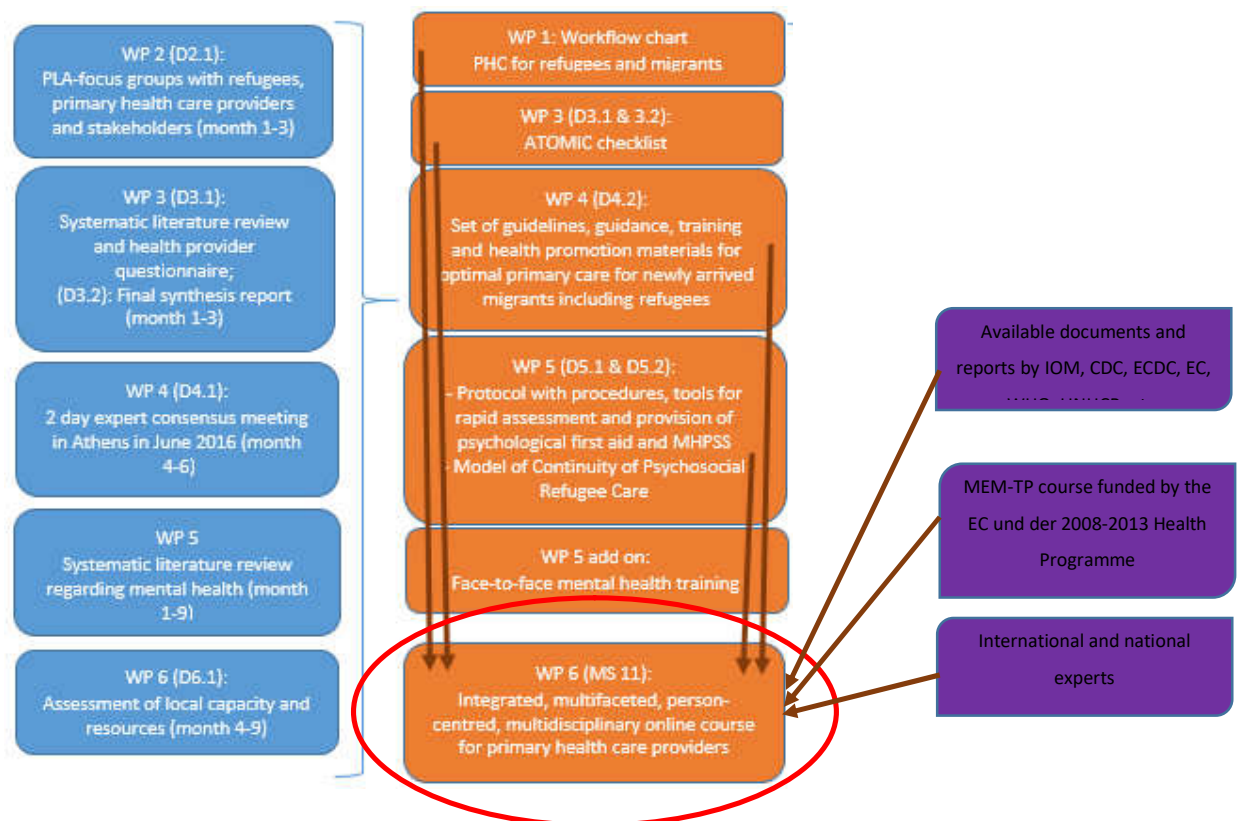 WP 2 (D2.1):
PLA-focus groups with refugees,
primary health care providers
and stakeholders (month 1-3)
WP 3 (D3.1):
Systematic literature review
and health provider
questionnaire;
(D3.2): Final synthesis report
(month 1-3)
WP 4 (D4.1):
2 day expert consensus meeting
in Athens in June 2016 (month
4-6)
WP 5
Systematic literature review
regarding mental health (month
1-9)
WP 6 (D6.1):
Assessment of local capacity and
resources (month 4-9)
WP 1: Workflow chart
PHC for refugees and migrants
WP 3 (D3.1 & 3.2):
ATOMIC checklist
WP 4 (D4.2):
Set of guidelines, guidance, training
and health promotion materials for
optimal primary care for newly arrived
migrants including refugees
WP 5 (D5.1 & D5.2):
- Protocol with procedures, tools for
rapid assessment and provision of
psychological first aid and MHPSS
- Model of Continuity of Psychosocial
Refugee Care
WP 5 add on:
Face-to-face mental health training
WP 6 (MS 11):
Integrated, multifaceted, person-
centred, multidisciplinary online course
for primary health care providers
Available documents and
reports by IOM, CDC, ECDC, EC,
MEM-TP course funded by the
EC und der 2008-2013 Health
Programme
International and national
experts